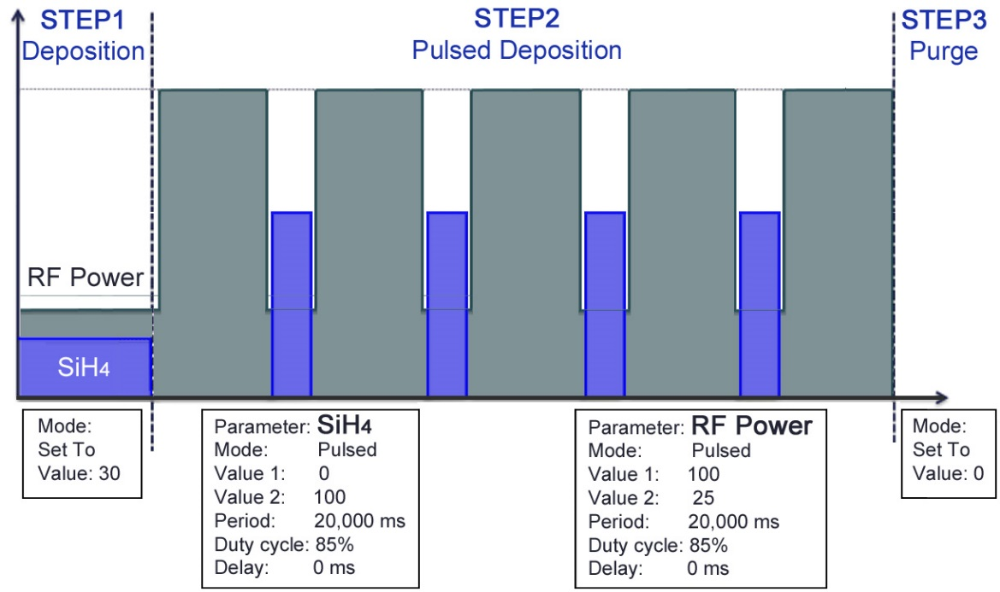 STEP1
Deposition
STEP2
Pulsed Deposition
STEP3
Purge
RF Power
SiH4
Mode:
Set To
Value: 30
Parameter: SiH4
Mode: Pulsed
Value 1: 0
Value 2: 100
Period: 20,000 ms
Duty cycle: 85%
Delay: 0 ms
Parameter: RF Power
Mode: Pulsed
Value 1: 100
Value 2: 25
Period: 20,000 ms
Duty cycle: 85%
Delay: 0 ms
Mode:
Set To
Value: 0